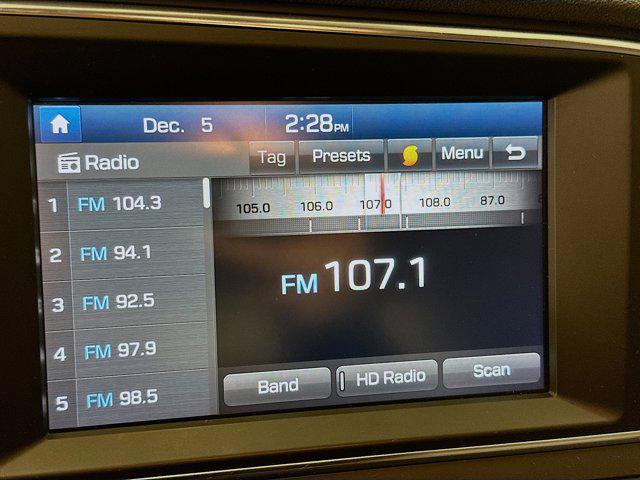 Dec. 5 2:28PM
Radio Tag Presets Menu
1 FM 104.3
2 FM 94.1
3 FM 92.5
4 FM 97.9
5 FM 98.5
105.0 106.0 107.0 108.0 87.0
FM 107.1
Band HD Radio Scan